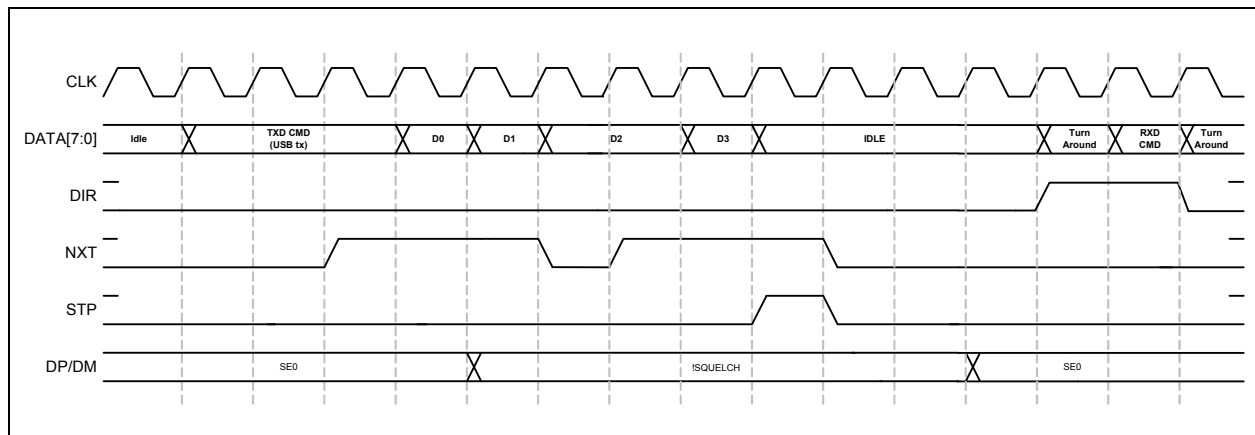 CLK
DATA[7:0]
Idle
TXD CMD
(USB tx)
D0
D1
D2
D3
IDLE
Turn
Around
RXD
CMD
Turn
Around
DIR
NXT
STP
DP/DM
SE0
!SQUELCH
SE0